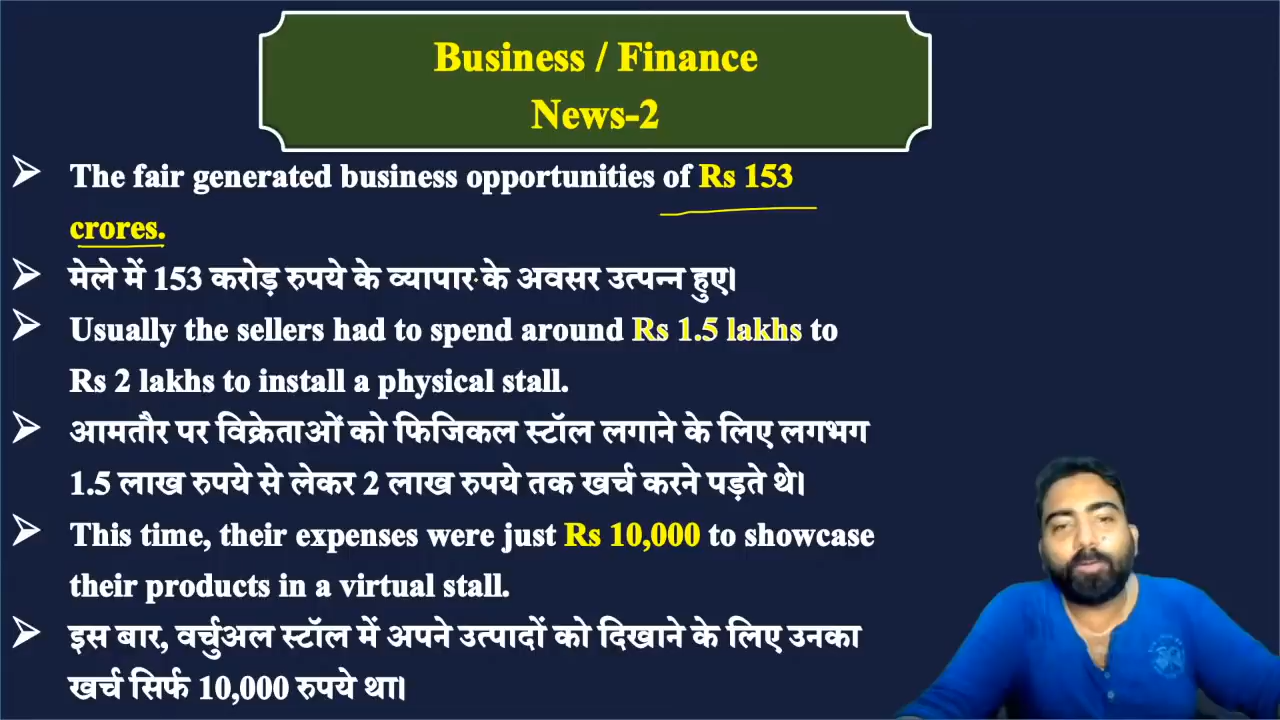 Business / Finance
News-2
The fair generated business opportunities of Rs 153
crores.
मेले में 153 करोड़ रुपये के व्यापार के अवसर उत्पन्न हुए।
Usually the sellers had to spend around Rs 1.5 lakhs to
Rs 2 lakhs to install a physical stall.
आमतौर पर विक्रेताओं को फिजिकल स्टॉल लगाने के लिए लगभग
1.5 लाख रुपये से लेकर 2 लाख रुपये तक खर्च करने पड़ते थे।
This time, their expenses were just Rs 10,000 to showcase
their products in a virtual stall.
इस बार, वर्चुअल स्टॉल में अपने उत्पादों को दिखाने के लिए उनका
खर्च सिर्फ 10,000 रुपये था।